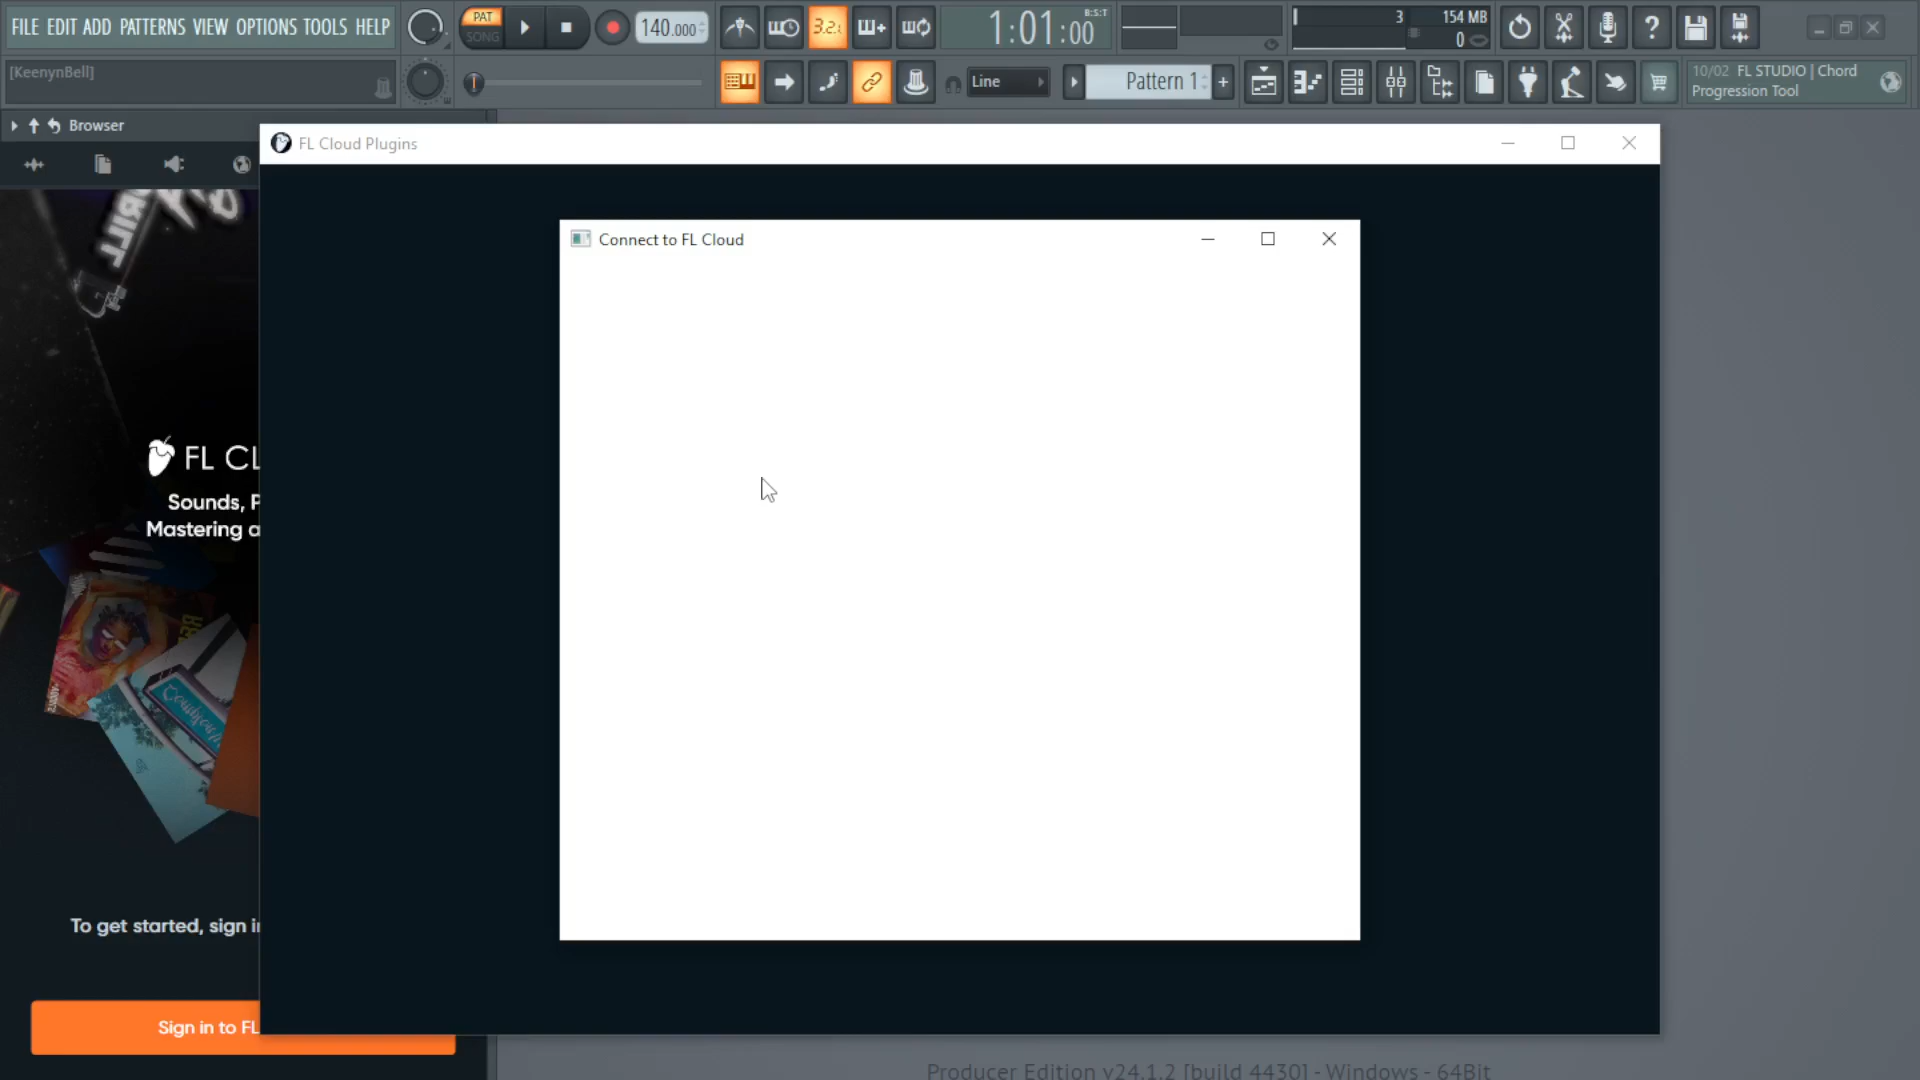 FILE EDIT ADD PATTERNS VIEW OPTIONS TOOLS HELP
PAT
SONG
140.000
3.2.
1:01:00
B:S:T
3
154 MB
0
[KeenynBell]
Line
Pattern 1
+
10/02 FL STUDIO | Chord
Progression Tool
Browser
FL Cloud Plugins
Connect to FL Cloud
FL CL
Sounds, P
Mastering a
To get started, sign i
Sign in to FL
Producer Edition v24.1.2 [build 4430] - Windows - 64Bit